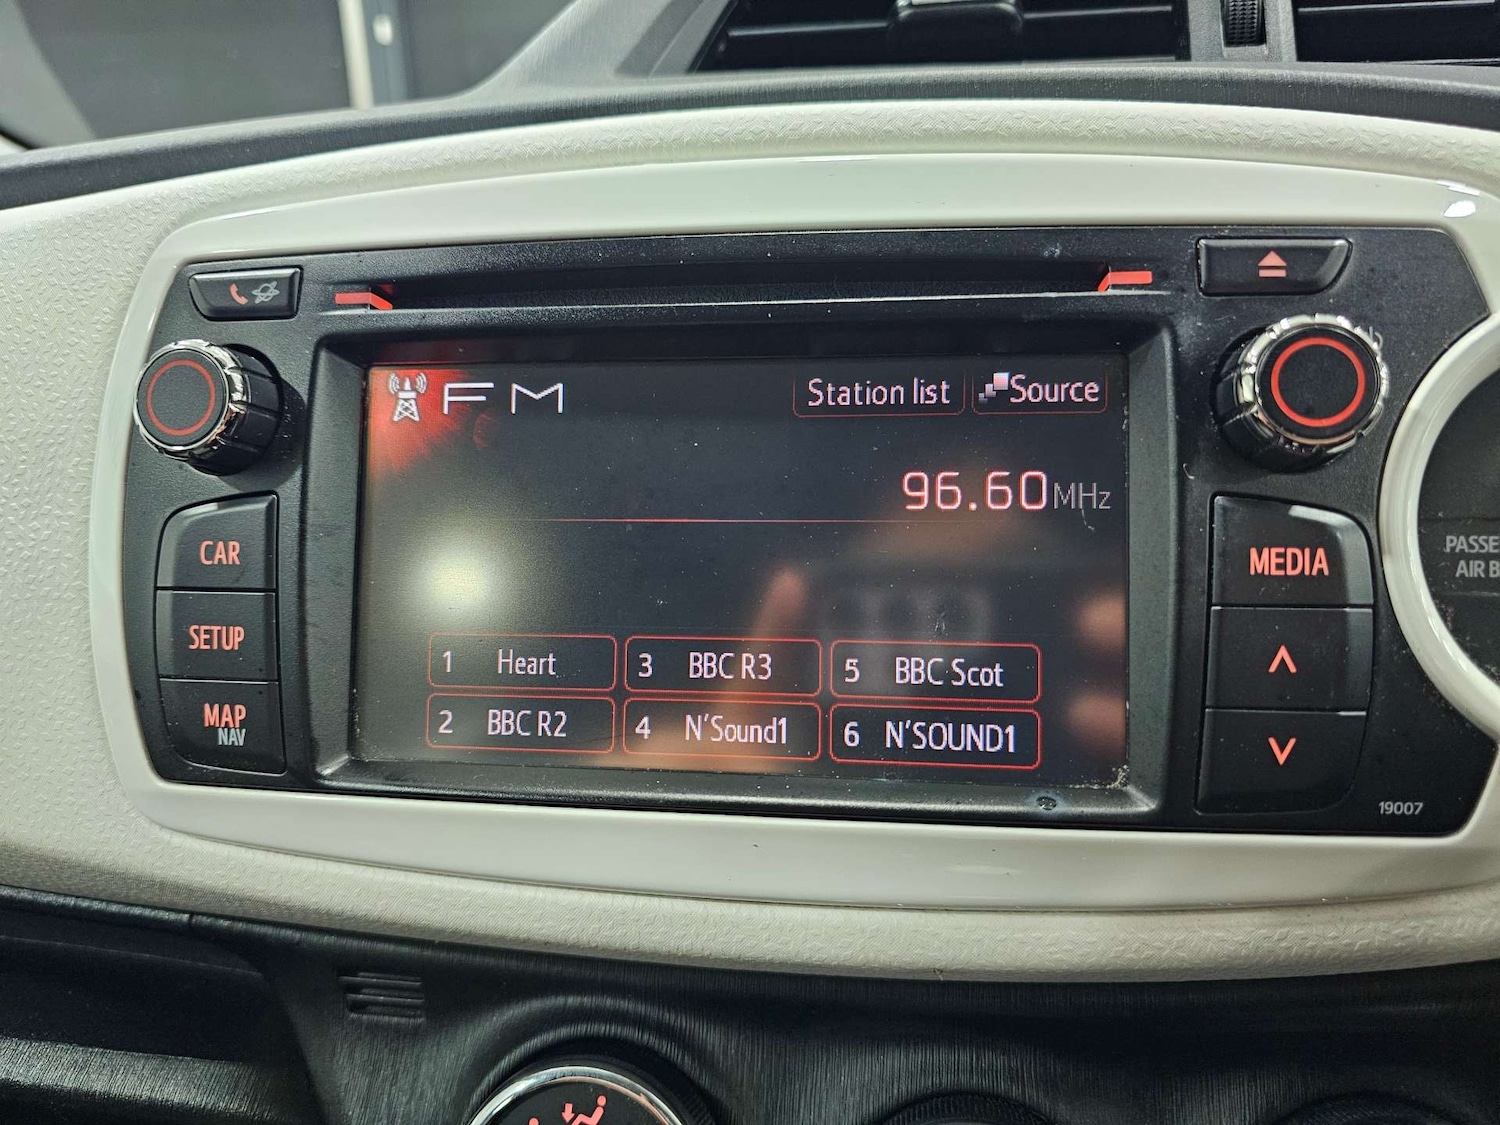 FM
Station list
Source
96.60MHz
1 Heart
3 BBC R3
5 BBC Scot
2 BBC R2
4 N'Sound1
6 N'SOUND1
CAR
SETUP
MAP
NAV
MEDIA
19007
AIR